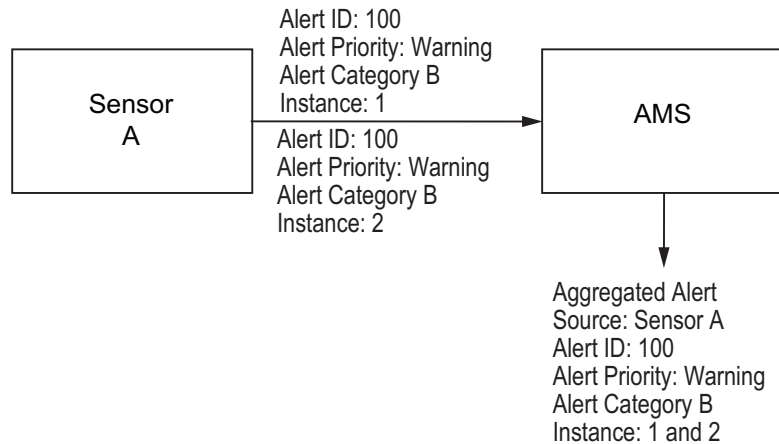 Alert ID: 100
Alert Priority: Warning
Alert Category B
Instance: 1
Sensor
A
AMS
Alert ID: 100
Alert Priority: Warning
Alert Category B
Instance: 2
Aggregated Alert
Source: Sensor A
Alert ID: 100
Alert Priority: Warning
Alert Category B
Instance: 1 and 2